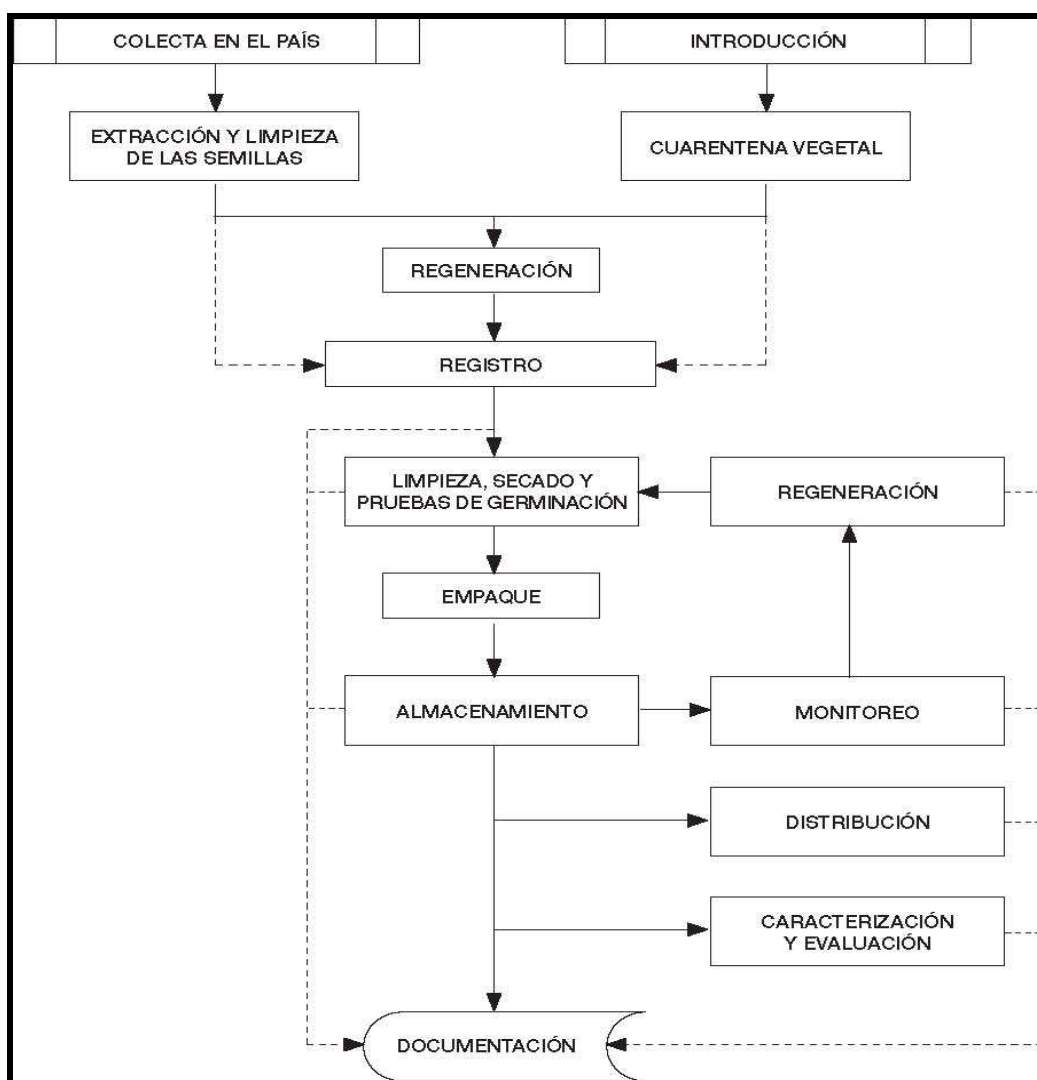 COLECTA EN EL PAÍS
INTRODUCCIÓN
EXTRACCIÓN Y LIMPIEZA
DE LAS SEMILLAS
CUARENTENA VEGETAL
REGENERACIÓN
REGISTRO
LIMPIEZA, SECADO Y
PRUEBAS DE GERMINACIÓN
REGENERACIÓN
EMPAQUE
ALMACENAMIENTO
MONITOREO
DISTRIBUCIÓN
CARACTERIZACIÓN
Y EVALUACIÓN
DOCUMENTACIÓN